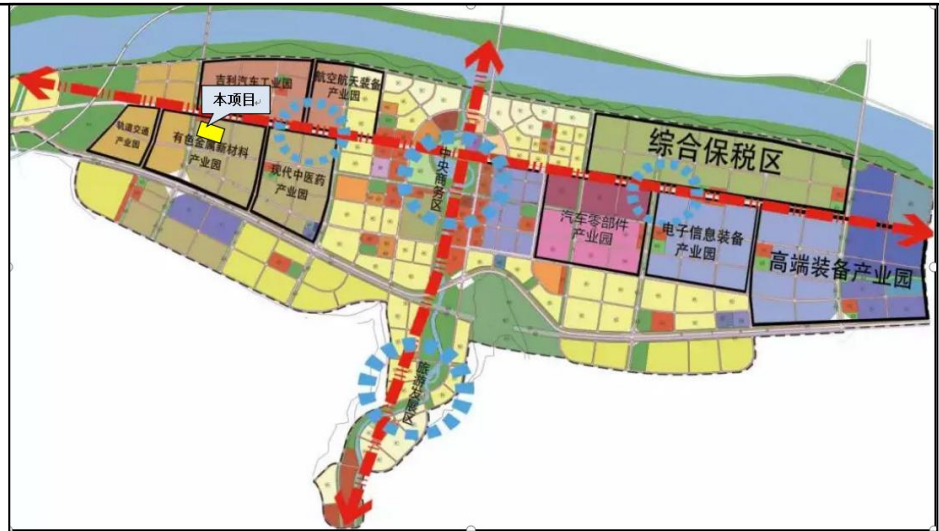 吉利汽车工业园
航空航天装备
产业园
本项目
轨道交通
产业园
有色金属新材料
产业园
现代中医药
产业园
中央商务区
综合保税区
汽车零部件
产业园
电子信息装备
产业园
高端装备产业园
旅游发展区